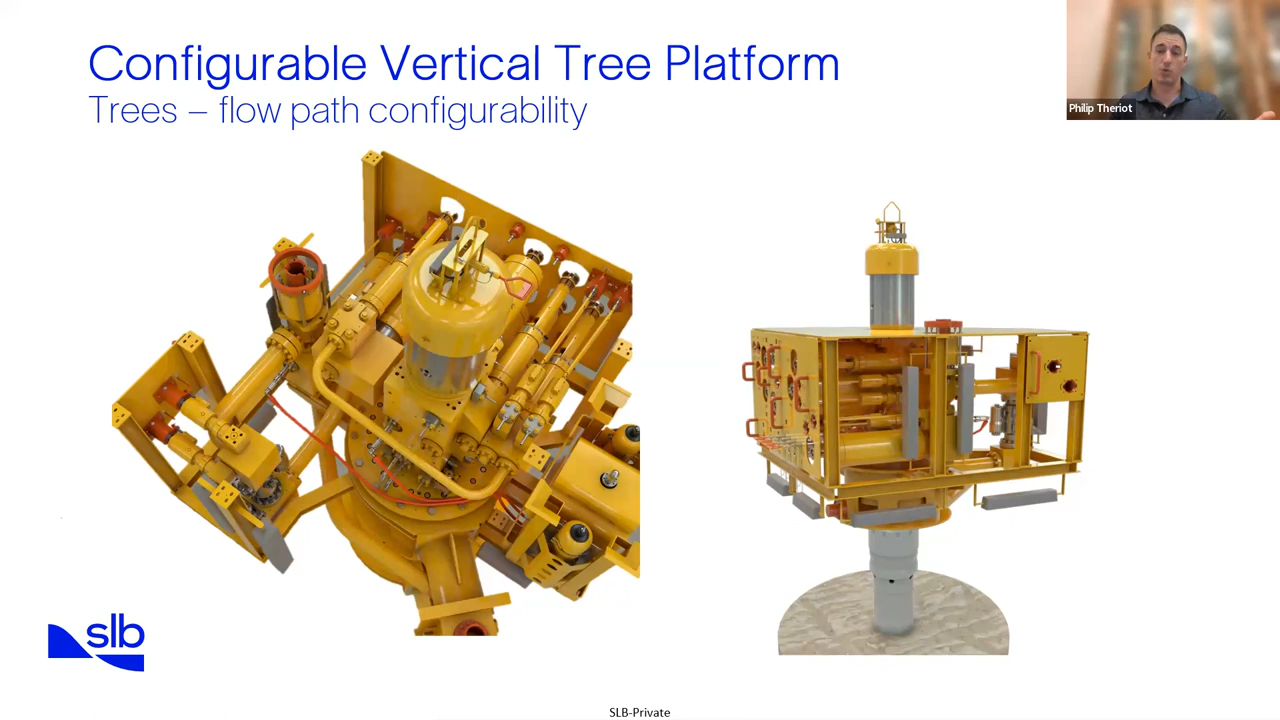 Configurable Vertical Tree Platform
Trees – flow path configurability
Philip Theriot
slb
SLB-Private